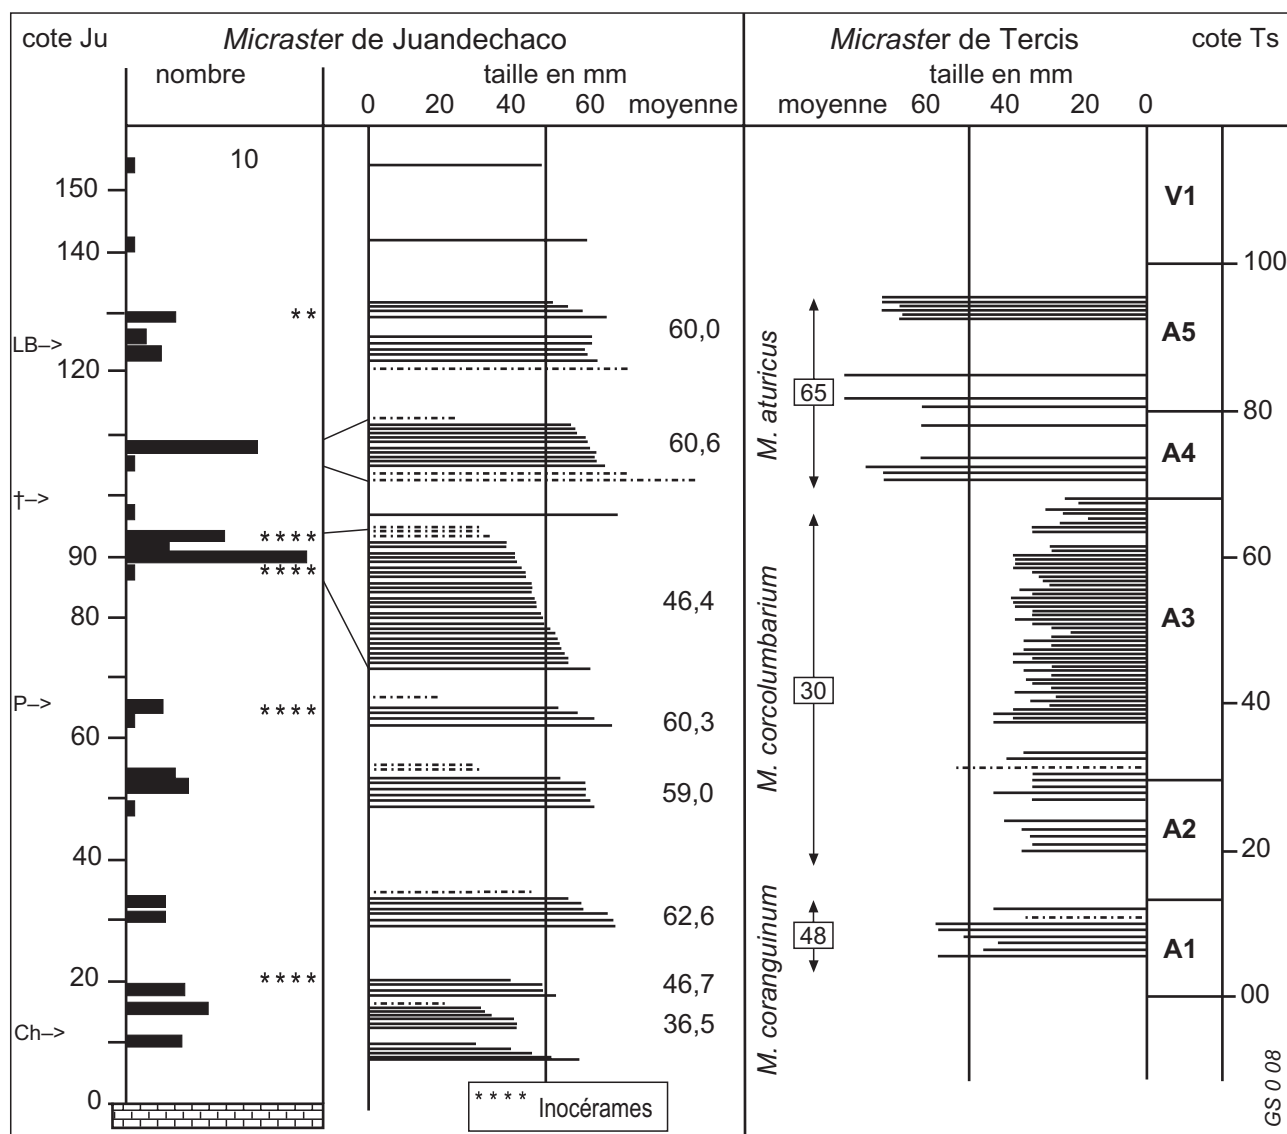 cote Ju
Micraster de Juandechaco
Micraster de Tercis
cote Ts
nombre
taille en mm
taille en mm
0 20 40 60 moyenne
moyenne 60 40 20 0
10
150
140
LB–>
120
†–>
90
80
P–>
60
40
20
Ch–>
0
* *
* * * *
* * * *
* * * *
* * * *
60,0
60,6
46,4
60,3
59,0
62,6
46,7
36,5
* * * * Inocérames
M. aturicus
65
M. corcolumbarium
30
M. coranguinum
48
V1
A5
A4
A3
A2
A1
100
80
60
40
20
00
GS 0 08